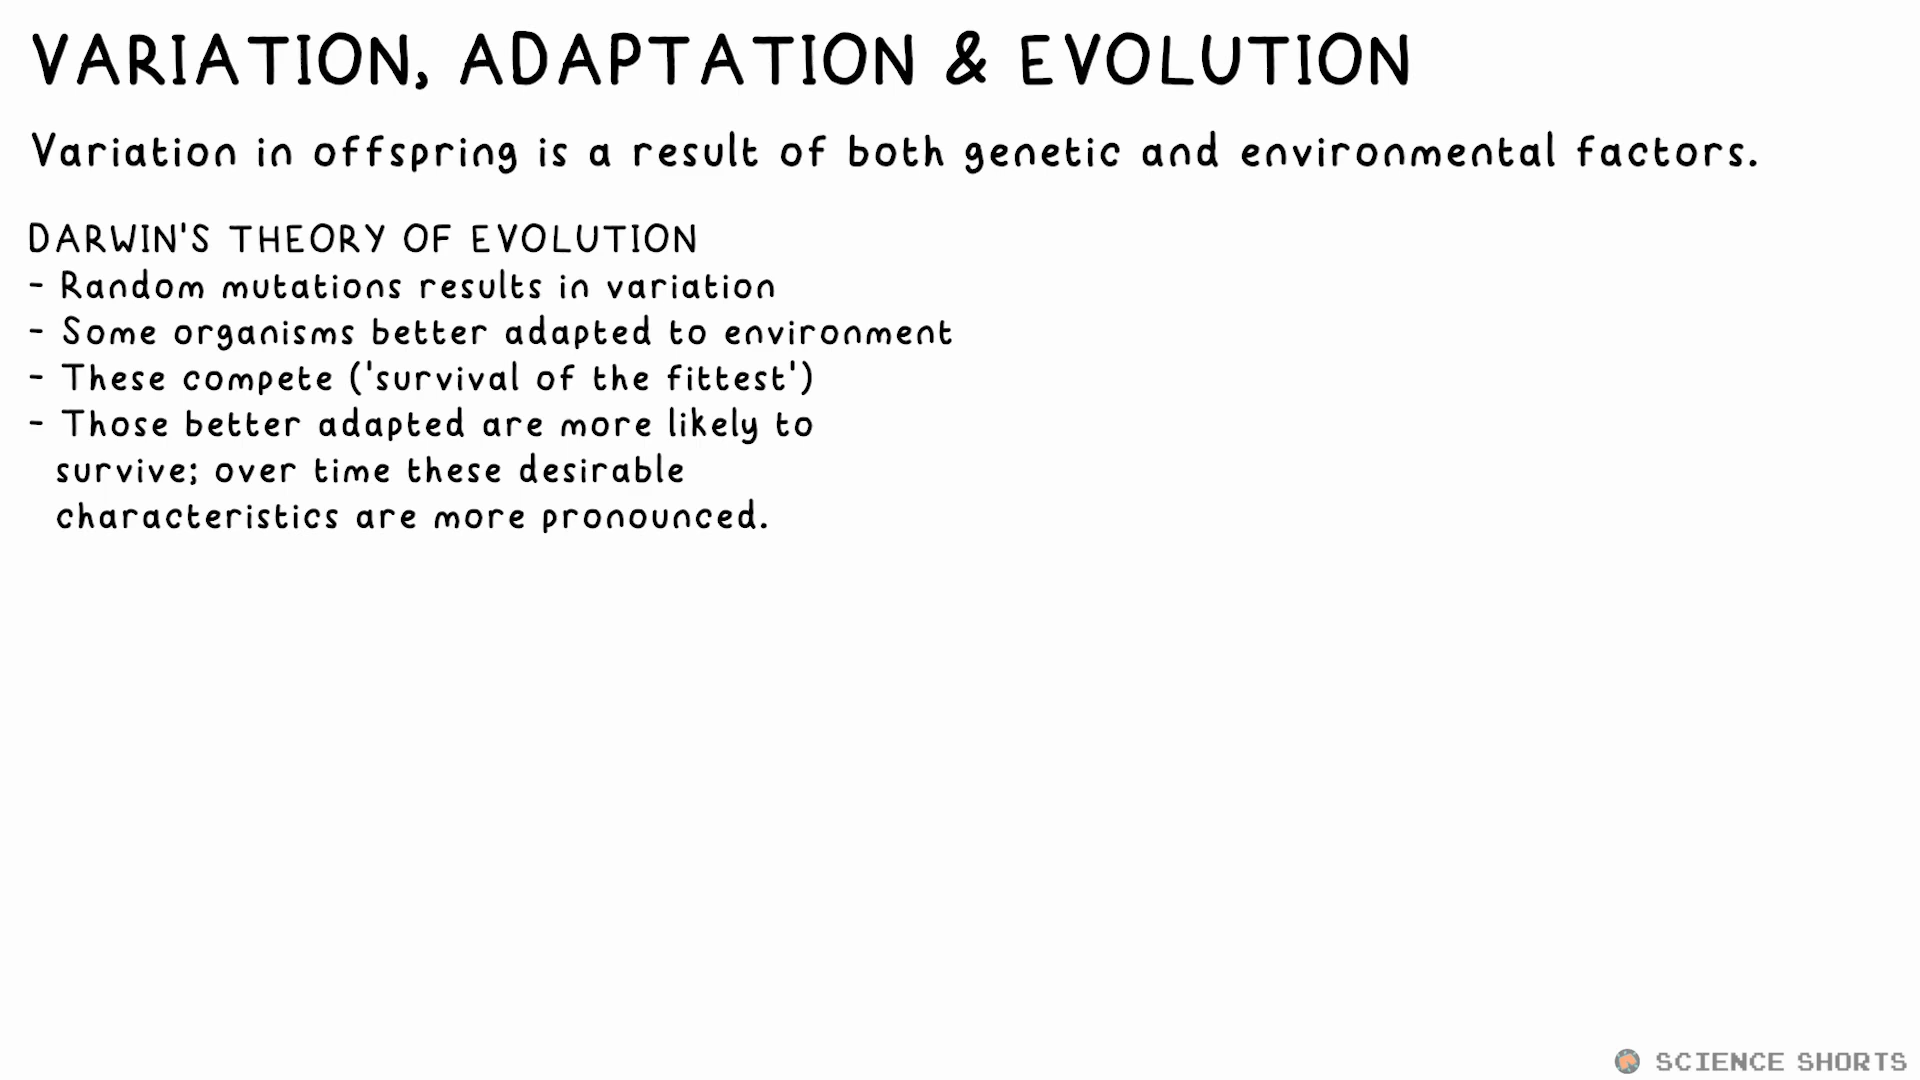 VARIATION, ADAPTATION & EVOLUTION
Variation in offspring is a result of both genetic and environmental factors.
DARWIN'S THEORY OF EVOLUTION
- Random mutations results in variation
- Some organisms better adapted to environment
- These compete ('survival of the fittest')
- Those better adapted are more likely to
survive; over time these desirable
characteristics are more pronounced.
SCIENCE SHORTS